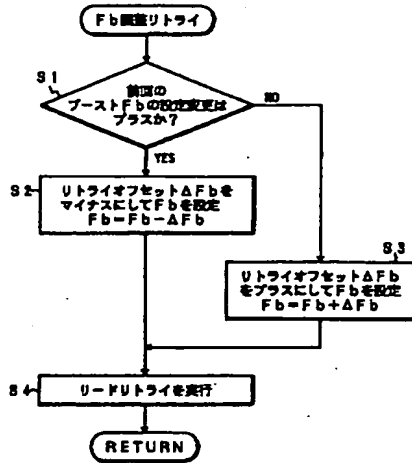 Fb調整リトライ
S1
前回の
ブーストFbの設定変更は
プラスか？
NO
YES
S2
リトライオフセットΔFbを
マイナスにしてFbを設定
Fb=Fb-ΔFb
S3
リトライオフセットΔFb
をプラスにしてFbを設定
Fb=Fb+ΔFb
S4
リードリトライを実行
RETURN